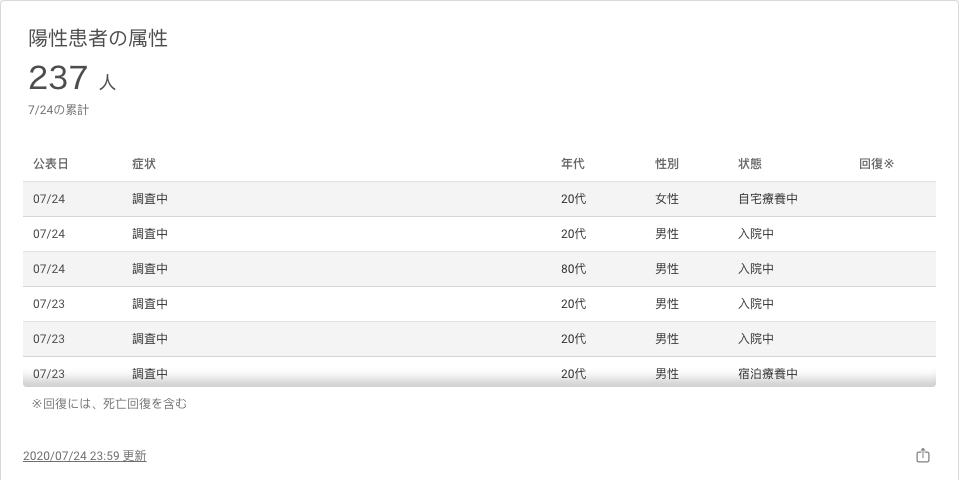 陽性患者の属性
237 人
7/24の累計
公表日 症状 年代 性別 状態 回復※
07/24 調査中 20代 女性 自宅療養中
07/24 調査中 20代 男性 入院中
07/24 調査中 80代 男性 入院中
07/23 調査中 20代 男性 入院中
07/23 調査中 20代 男性 入院中
07/23 調査中 20代 男性 宿泊療養中
※回復には、死亡回復を含む
2020/07/24 23:59 更新